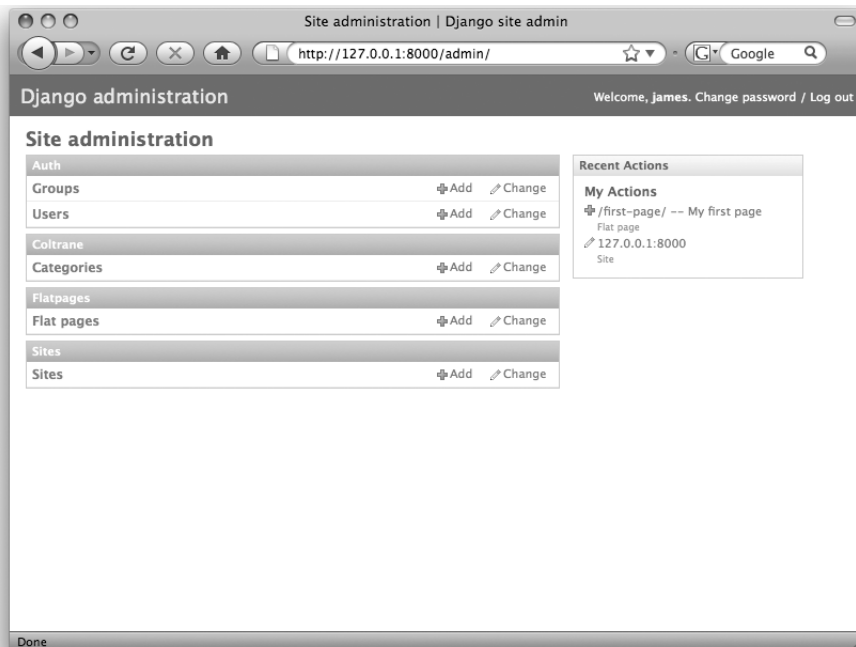 Site administration | Django site admin
http://127.0.0.1:8000/admin/
G Google
Django administration
Welcome, james. Change password / Log out
Site administration
Auth
Groups Add Change
Users Add Change
Coltrane
Categories Add Change
Flatpages
Flat pages Add Change
Sites
Sites Add Change
Recent Actions
My Actions
/first-page/ -- My first page
Flat page
127.0.0.1:8000
Site
Done